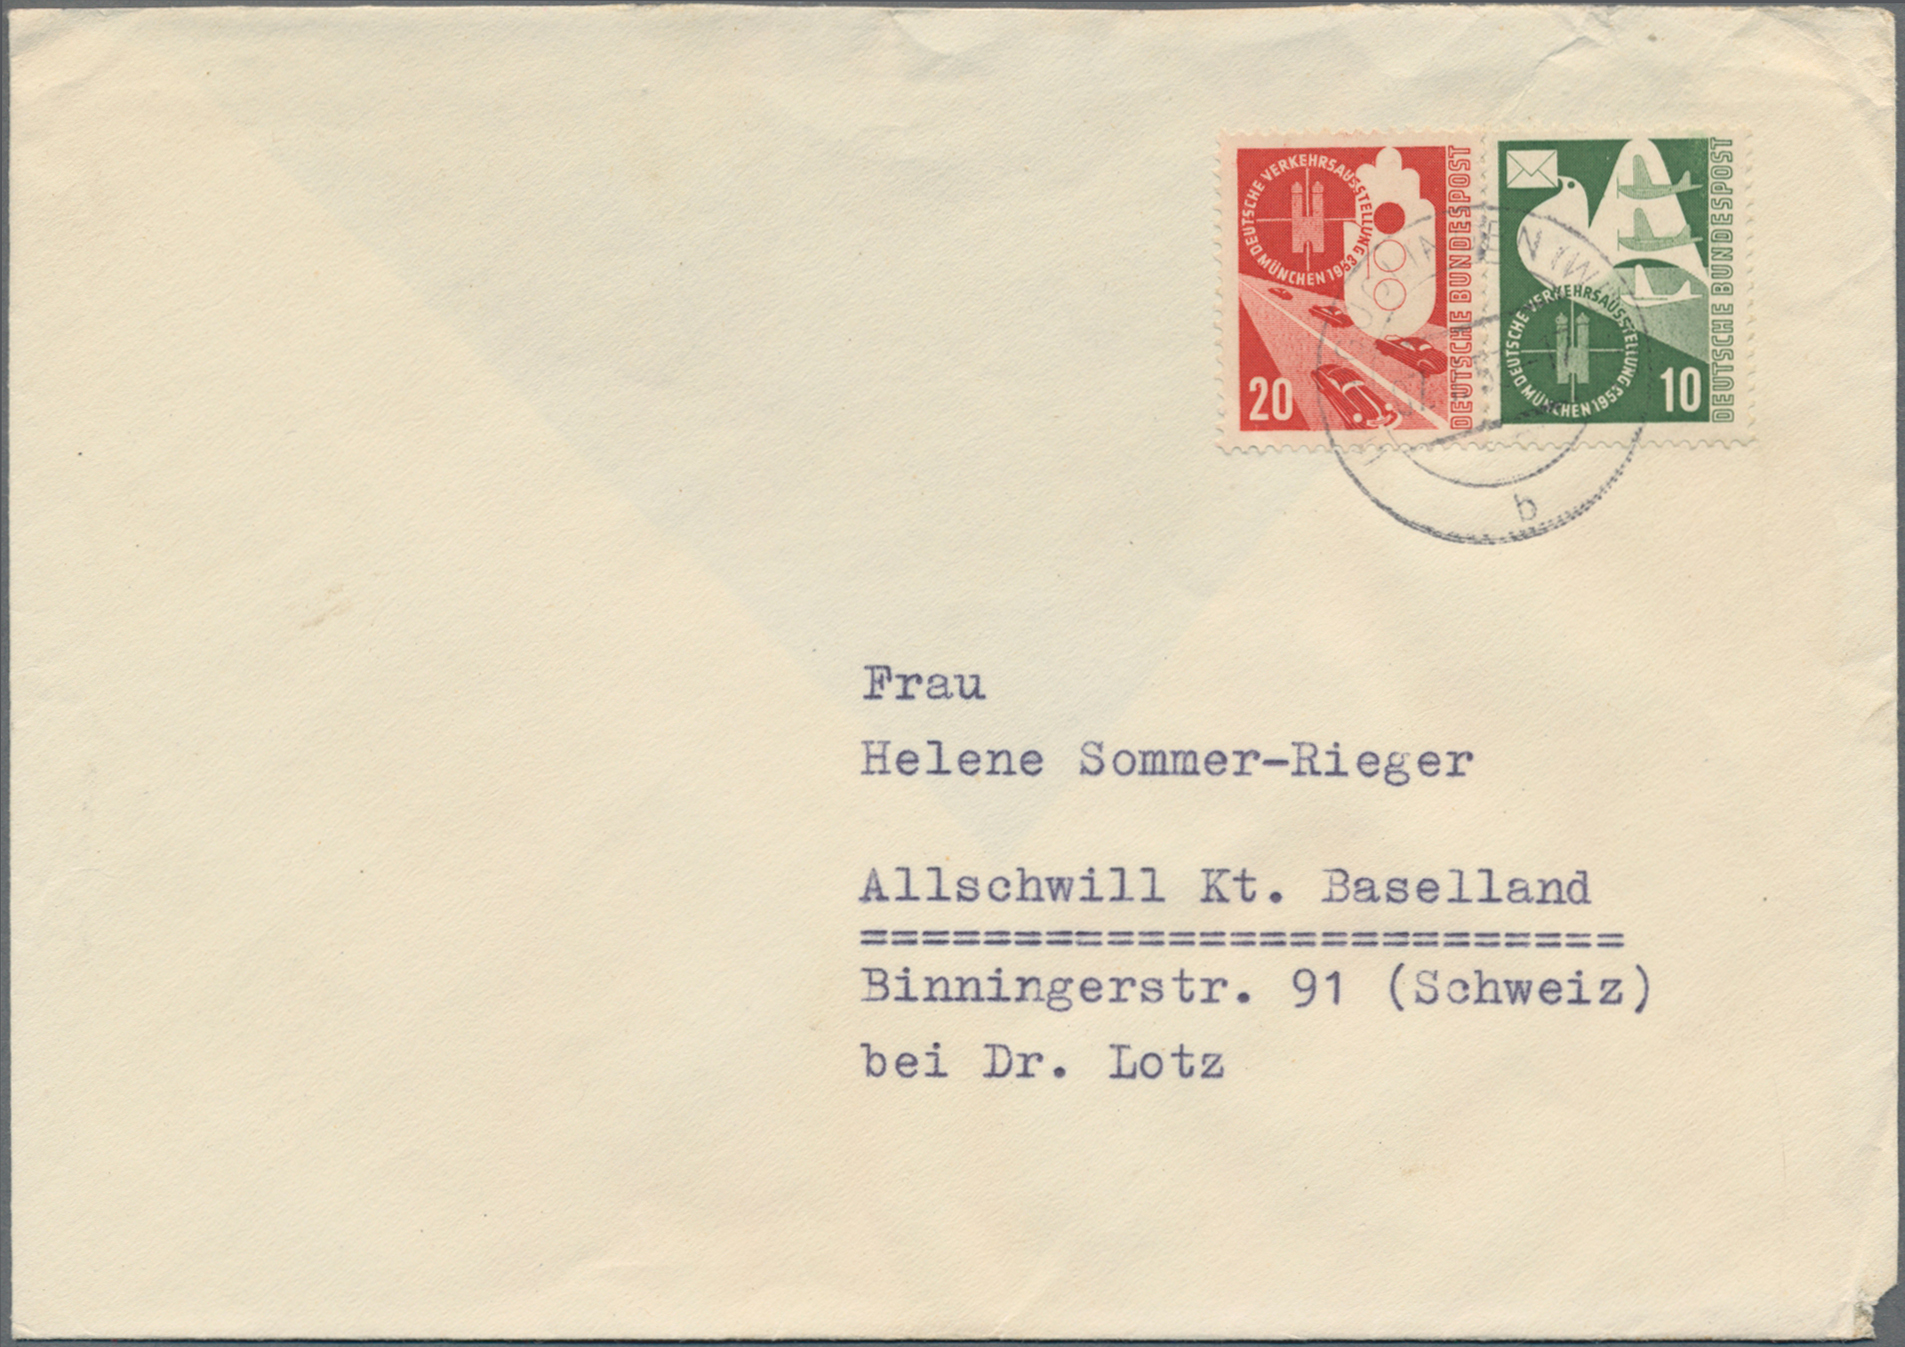 DEUTSCHE VERKEHRSAUSSTELLUNG MÜNCHEN 1953
20
DEUTSCHE BUNDESPOST
DEUTSCHE VERKEHRSAUSSTELLUNG MÜNCHEN 1953
10
DEUTSCHE BUNDESPOST
b
Frau
Helene Sommer-Rieger
Allschwill Kt. Baselland
=========================
Binningerstr. 91 (Schweiz)
bei Dr. Lotz